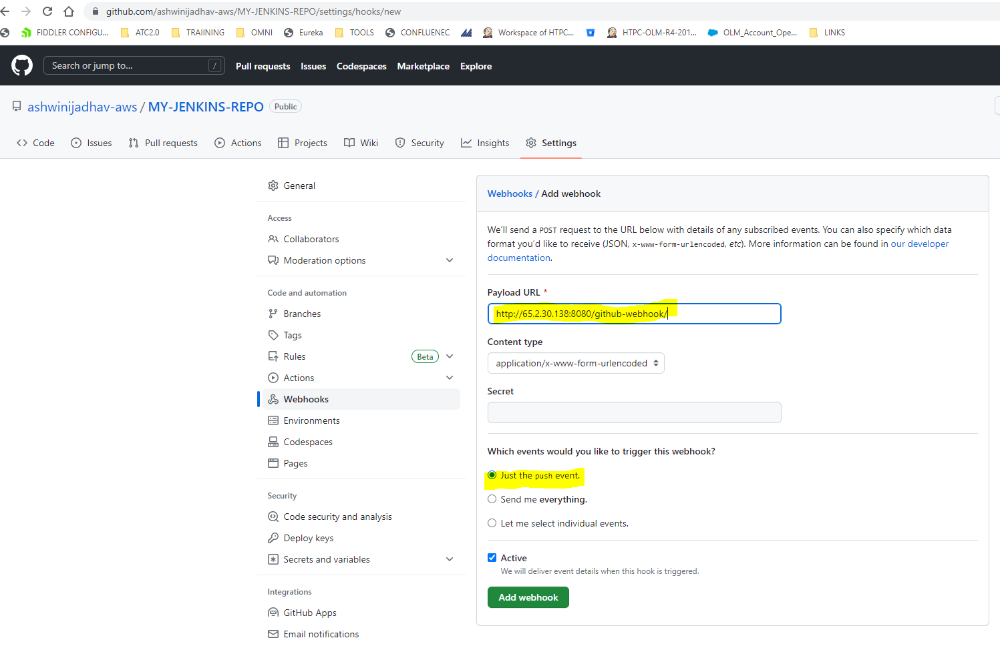 github.com/ashwinijadhav-aws/MY-JENKINS-REPO/settings/hooks/new
FIDDLER CONFIGU... ATC2.0 TRAIINING OMNI Eureka TOOLS CONFLUENEC Workspace of HTPC... HTPC-OLM-R4-201... OLM_Account_Ope... LINKS
Search or jump to... / Pull requests Issues Codespaces Marketplace Explore
ashwinijadhav-aws / MY-JENKINS-REPO Public
Code Issues Pull requests Actions Projects Wiki Security Insights Settings
General
Access
Collaborators
Moderation options
Code and automation
Branches
Tags
Rules Beta
Actions
Webhooks
Environments
Codespaces
Pages
Security
Code security and analysis
Deploy keys
Secrets and variables
Integrations
GitHub Apps
Email notifications
Webhooks / Add webhook
We'll send a POST request to the URL below with details of any subscribed events. You can also specify which data
format you'd like to receive (JSON, x-www-form-urlencoded, etc). More information can be found in our developer
documentation.
Payload URL *
http://65.2.30.138:8080/github-webhook/
Content type
application/x-www-form-urlencoded
Secret
Which events would you like to trigger this webhook?
Just the push event.
Send me everything.
Let me select individual events.
Active
We will deliver event details when this hook is triggered.
Add webhook